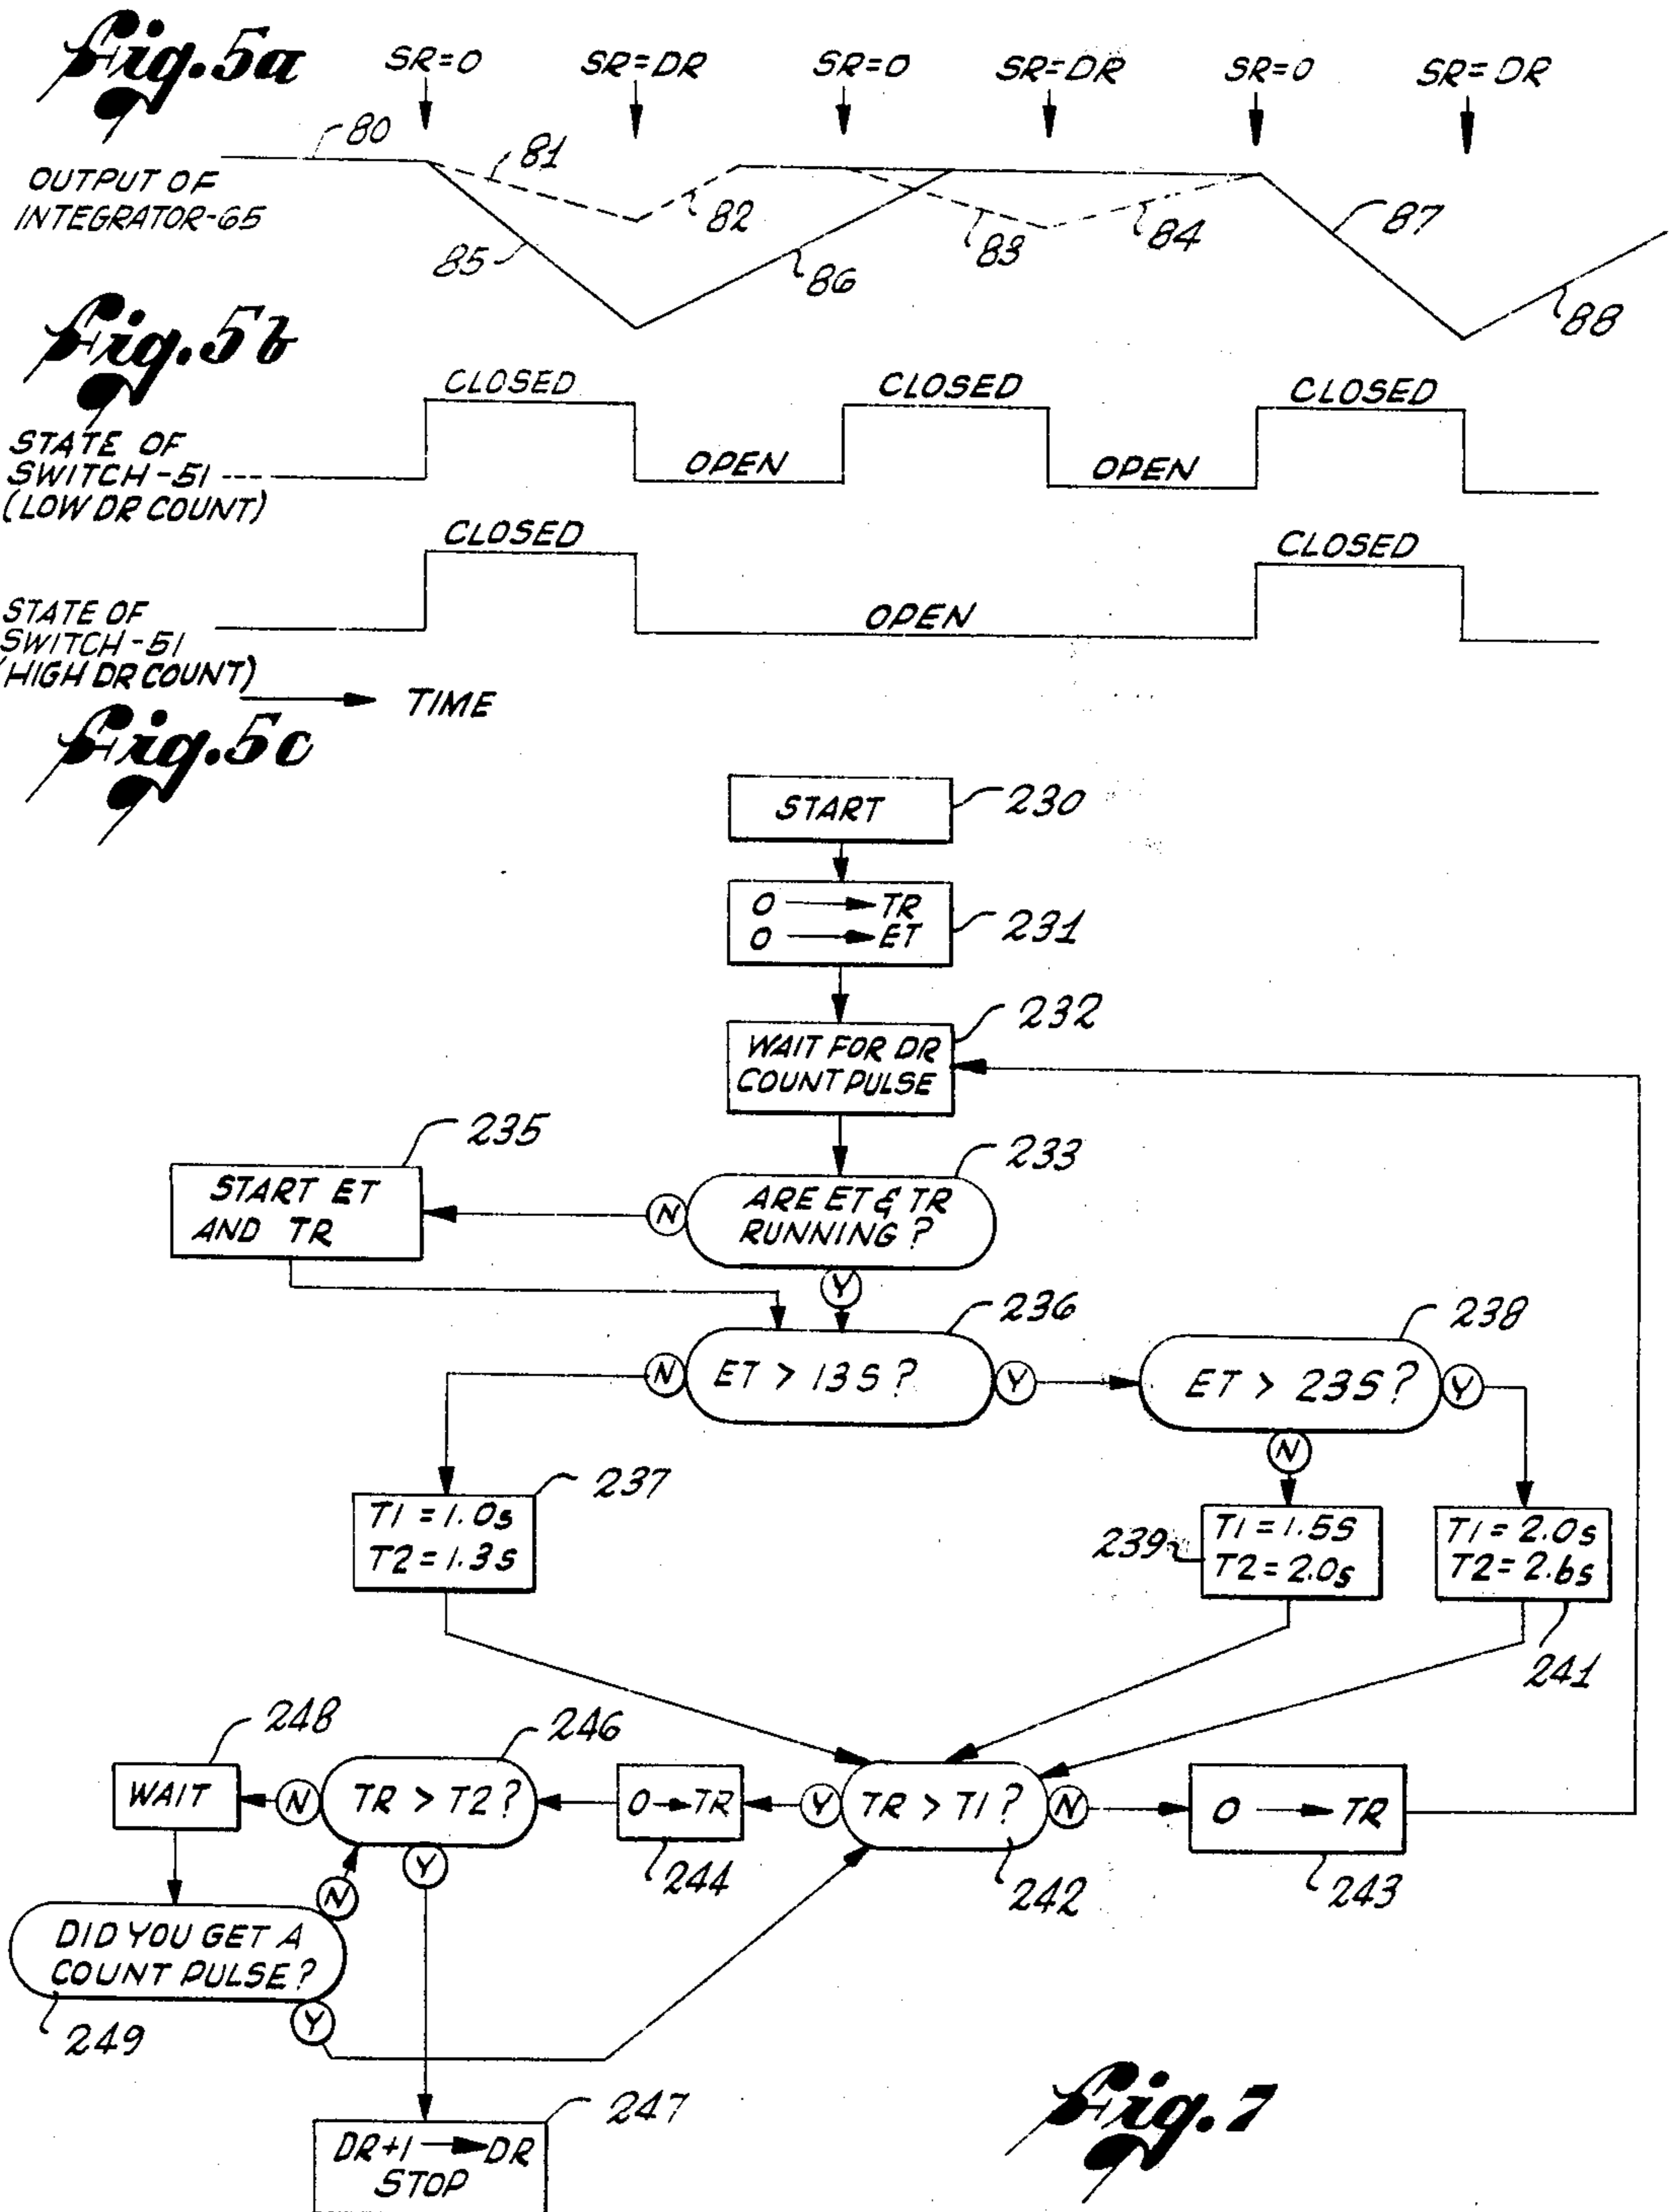 Fig. 5a
SR=0
SR=DR
SR=0
SR=DR
SR=0
SR=DR
80
81
82
83
84
85
86
87
88
OUTPUT OF
INTEGRATOR-65
Fig. 5b
CLOSED
CLOSED
CLOSED
STATE OF
SWITCH-51
(LOW DR COUNT)
OPEN
OPEN
CLOSED
CLOSED
STATE OF
SWITCH-51
(HIGH DR COUNT)
OPEN
TIME
Fig. 5c
START
230
0 → TR
0 → ET
231
232
WAIT FOR DR
COUNT PULSE
235
START ET
AND TR
233
ARE ET & TR
RUNNING?
N
Y
236
ET > 13S?
N
Y
238
ET > 23S?
Y
N
237
T1 = 1.0s
T2 = 1.3s
239
T1 = 1.5S
T2 = 2.0s
T1 = 2.0s
T2 = 2.6s
241
248
WAIT
246
N
TR > T2?
Y
0 → TR
244
Y
TR > T1?
N
242
0 → TR
243
N
DID YOU GET A
COUNT PULSE?
Y
249
247
DR+1 → DR
STOP
Fig. 7